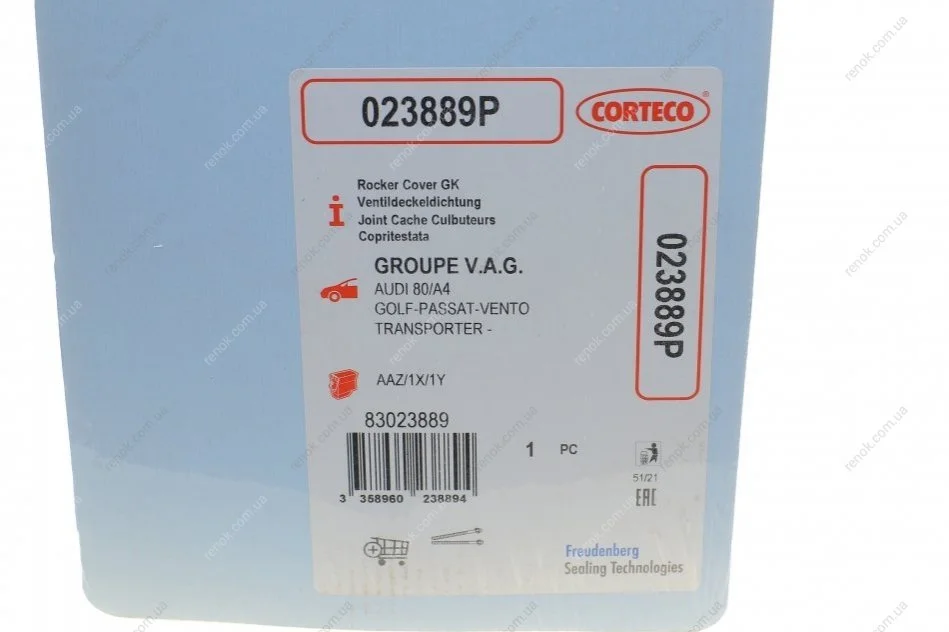 023889P
CORTECO®
Rocker Cover GK
Ventildeckeldichtung
Joint Cache Culbuteurs
Copritestata
GROUPE V.A.G.
AUDI 80/A4
GOLF-PASSAT-VENTO
TRANSPORTER -
023889P
AAZ/1X/1Y
83023889
3 358960 238894
1 PC
51/21
EAC
Freudenberg
Sealing Technologies
renok.com.ua